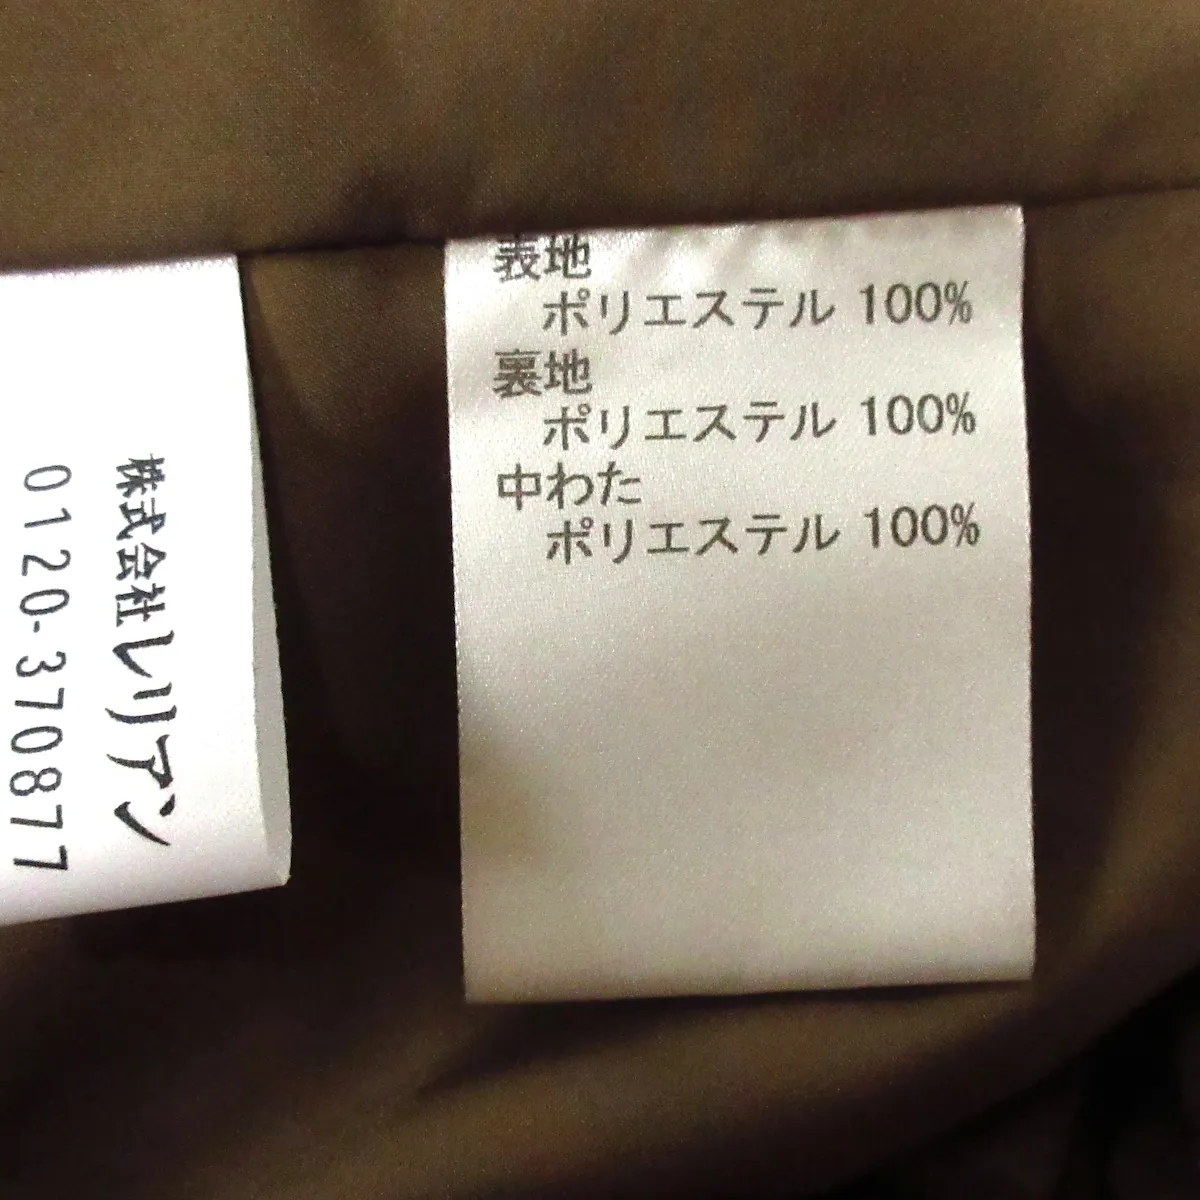 表地
ポリエステル 100%
裏地
ポリエステル 100%
中わた
ポリエステル 100%
株式会社レリアン
0120-370877